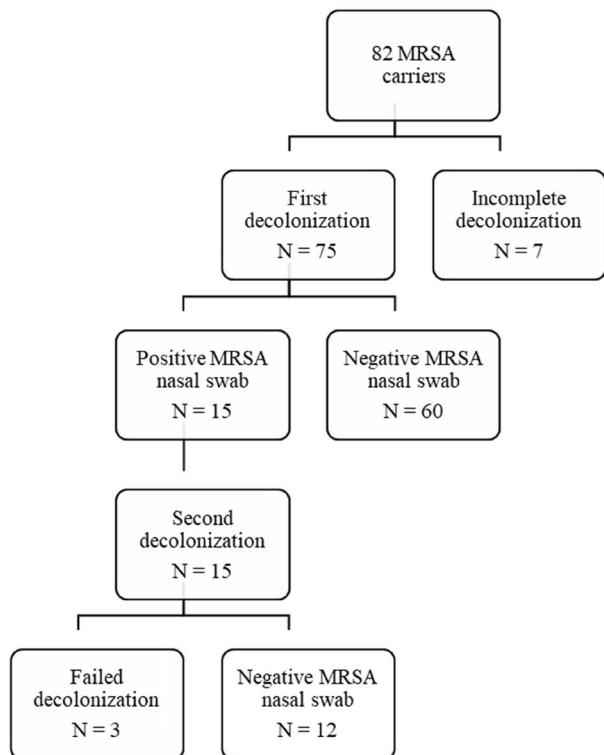 82 MRSA
carriers
First
decolonization
N = 75
Incomplete
decolonization
N = 7
Positive MRSA
nasal swab
N = 15
Negative MRSA
nasal swab
N = 60
Second
decolonization
N = 15
Failed
decolonization
N = 3
Negative MRSA
nasal swab
N = 12